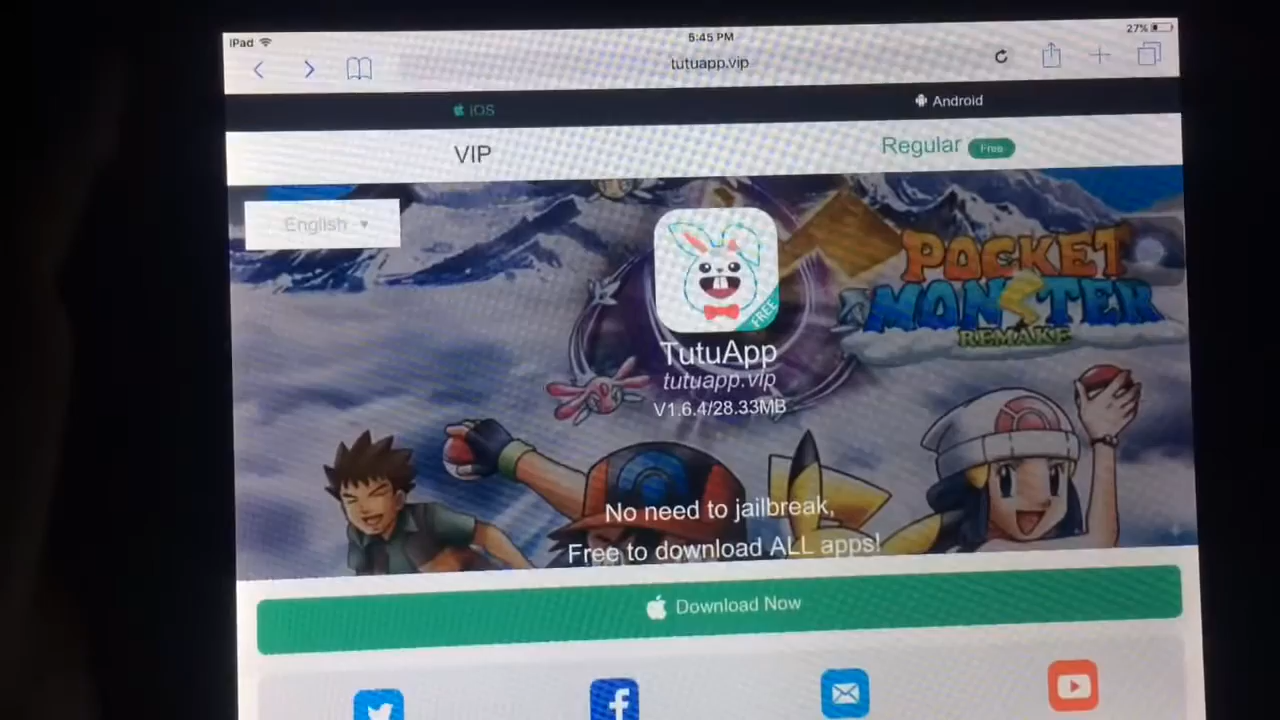 iPad
5:45 PM
27%
tutuapp.vip
iOS
Android
VIP
Regular Free
English
POCKET
MONSTER
REMAKE
FREE
TutuApp
tutuapp.vip
V1.6.4/28.33MB
No need to jailbreak,
Free to download ALL apps!
Download Now